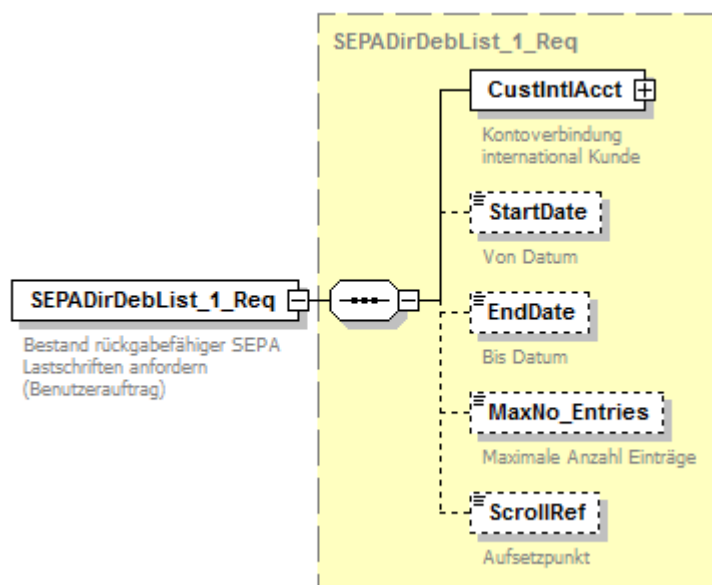 SEPADirDebList_1_Req
CustIntlAcct
Kontoverbindung
international Kunde
StartDate
Von Datum
SEPADirDebList_1_Req
Bestand rückgabefähiger SEPA
Lastschriften anfordern
(Benutzerauftrag)
EndDate
Bis Datum
MaxNo_Entries
Maximale Anzahl Einträge
ScrollRef
Aufsetzpunkt